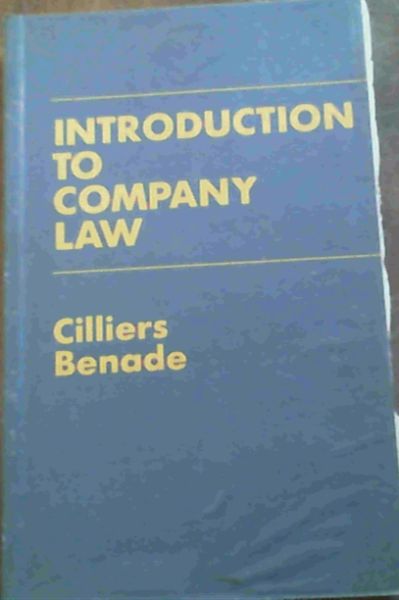 INTRODUCTION
TO
COMPANY
LAW
Cilliers
Benade